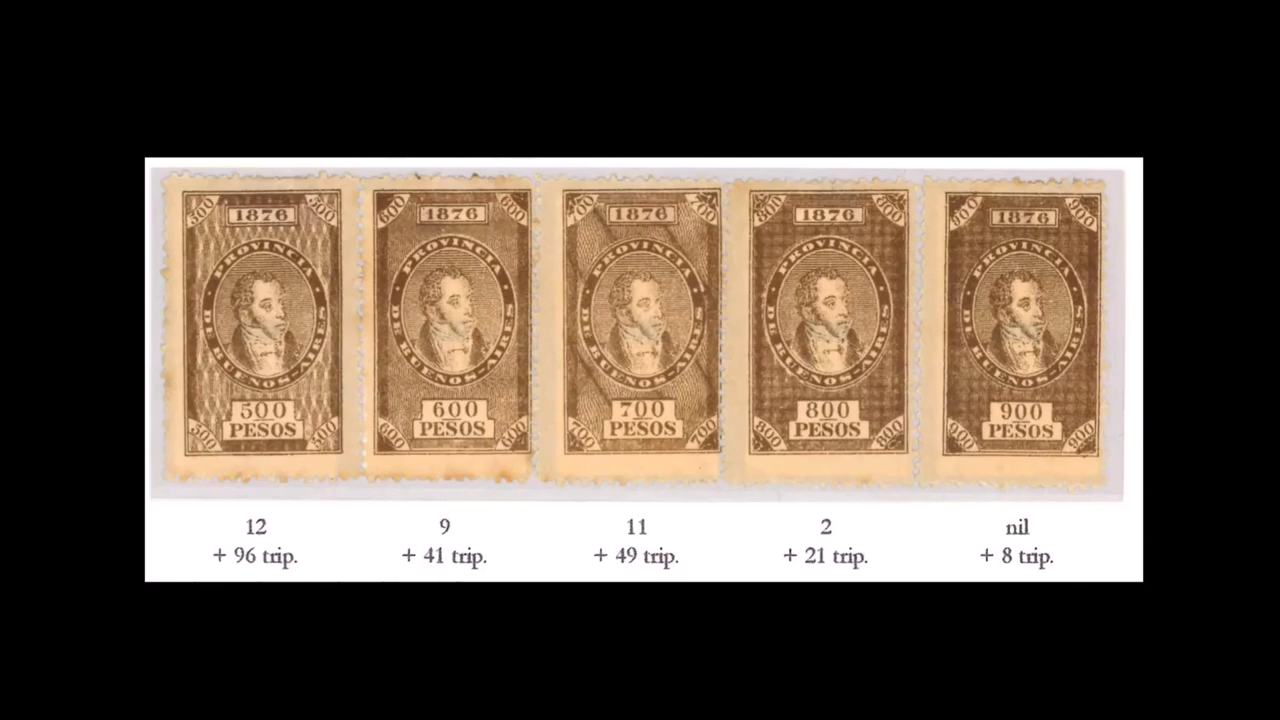 500 500
1876
PROVINCIA DE BUENOS-AIRES
500
PESOS
500 500
600 600
1876
PROVINCIA DE BUENOS-AIRES
600
PESOS
600 600
700 700
1876
PROVINCIA DE BUENOS-AIRES
700
PESOS
700 700
800 800
1876
PROVINCIA DE BUENOS-AIRES
800
PESOS
800 800
900 900
1876
PROVINCIA DE BUENOS-AIRES
900
PESOS
900 900
12
+ 96 trip.
9
+ 41 trip.
11
+ 49 trip.
2
+ 21 trip.
nil
+ 8 trip.